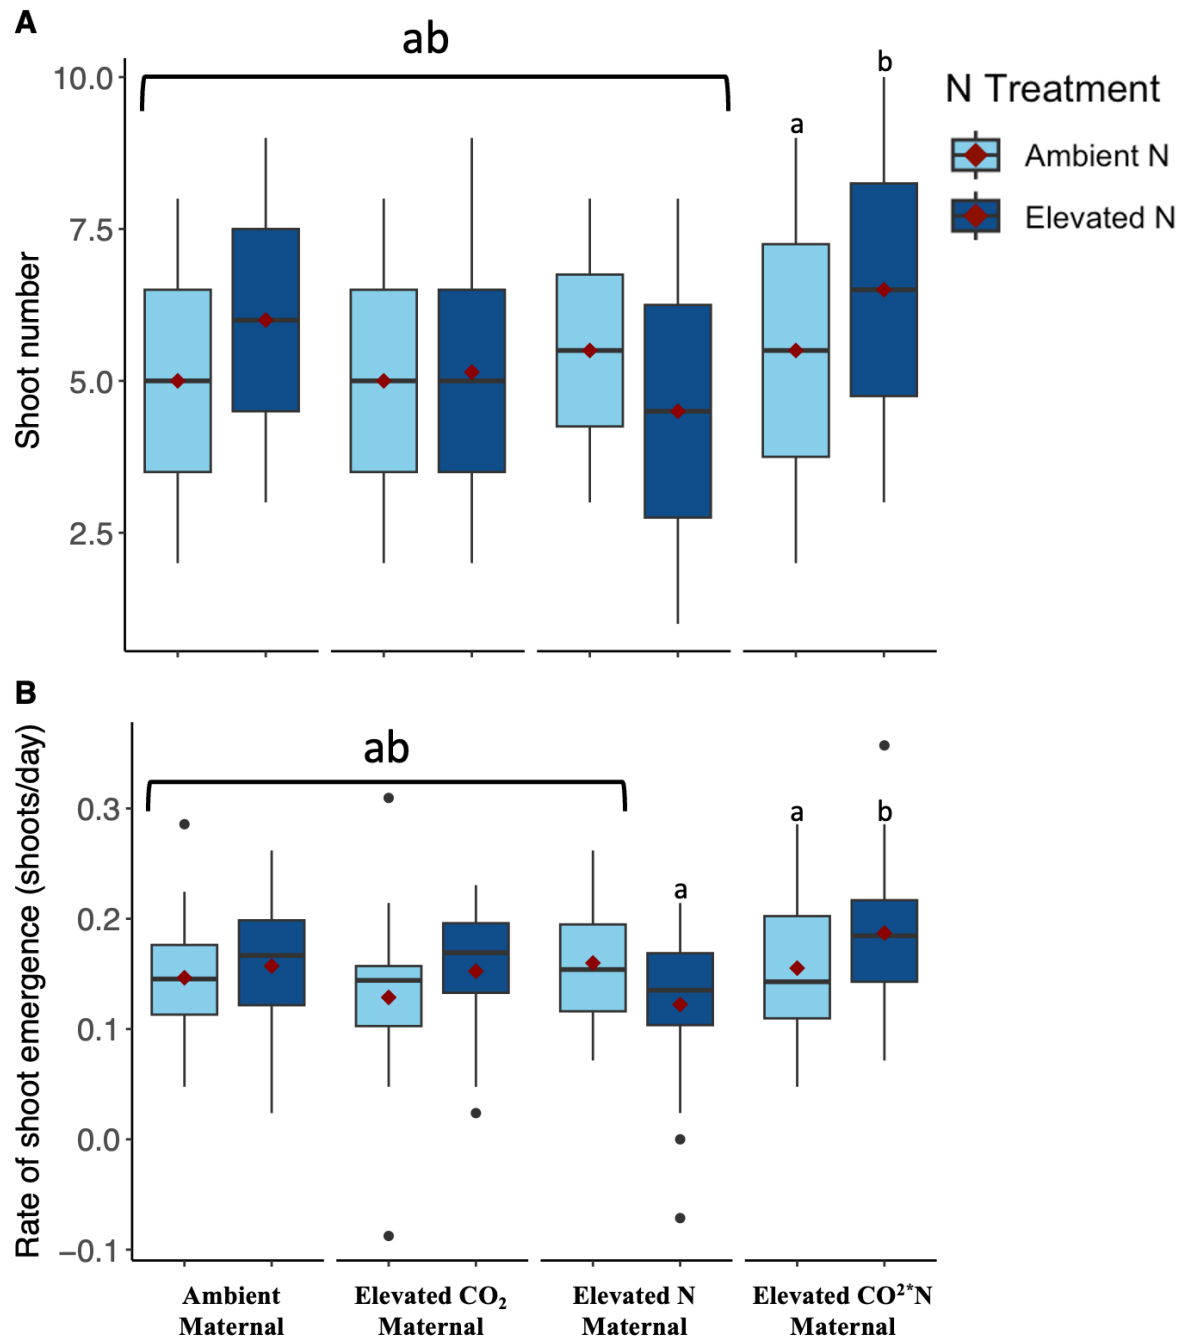 A
ab
b
10.0
N Treatment
a
Ambient N
7.5
Elevated N
Shoot number
5.0
2.5
B
Rate of shoot emergence (shoots/day)
ab
0.3
a
b
a
0.2
0.1
0.0
−0.1
Ambient
Maternal
Elevated CO₂
Maternal
Elevated N
Maternal
Elevated CO²*N
Maternal